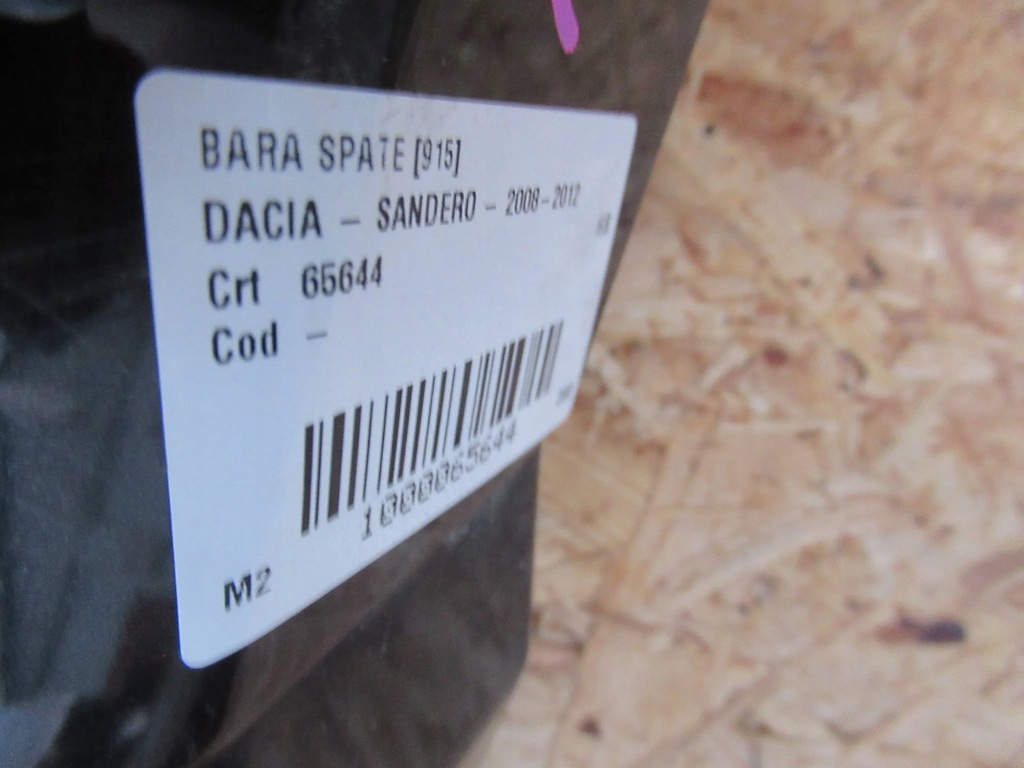 BARA SPATE [915]
DACIA - SANDERO - 2008-2012
Crt 65644
Cod -
1000065644
M2